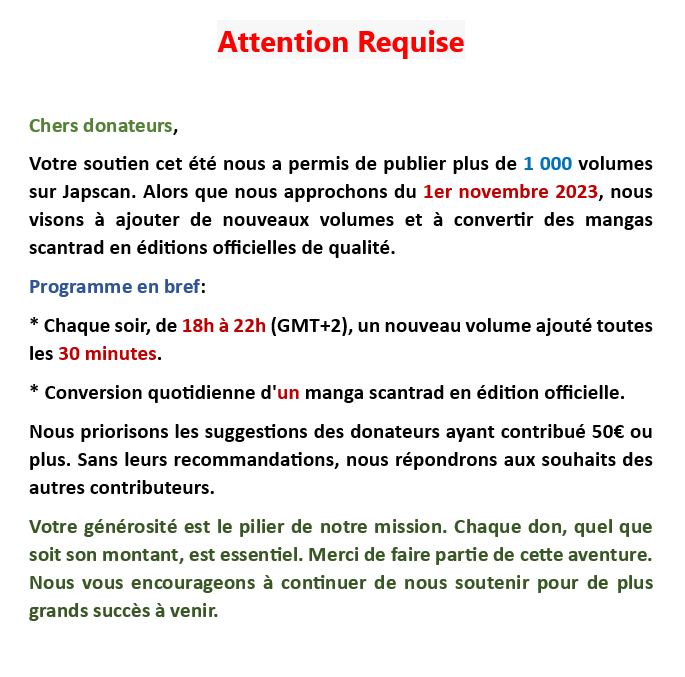 Attention Requise
Chers donateurs,
Votre soutien cet été nous a permis de publier plus de 1 000 volumes
sur Japscan. Alors que nous approchons du 1er novembre 2023, nous
visons à ajouter de nouveaux volumes et à convertir des mangas
scantrad en éditions officielles de qualité.
Programme en bref:
* Chaque soir, de 18h à 22h (GMT+2), un nouveau volume ajouté toutes
les 30 minutes.
* Conversion quotidienne d'un manga scantrad en édition officielle.
Nous priorisons les suggestions des donateurs ayant contribué 50€ ou
plus. Sans leurs recommandations, nous répondrons aux souhaits des
autres contributeurs.
Votre générosité est le pilier de notre mission. Chaque don, quel que
soit son montant, est essentiel. Merci de faire partie de cette aventure.
Nous vous encourageons à continuer de nous soutenir pour de plus
grands succès à venir.